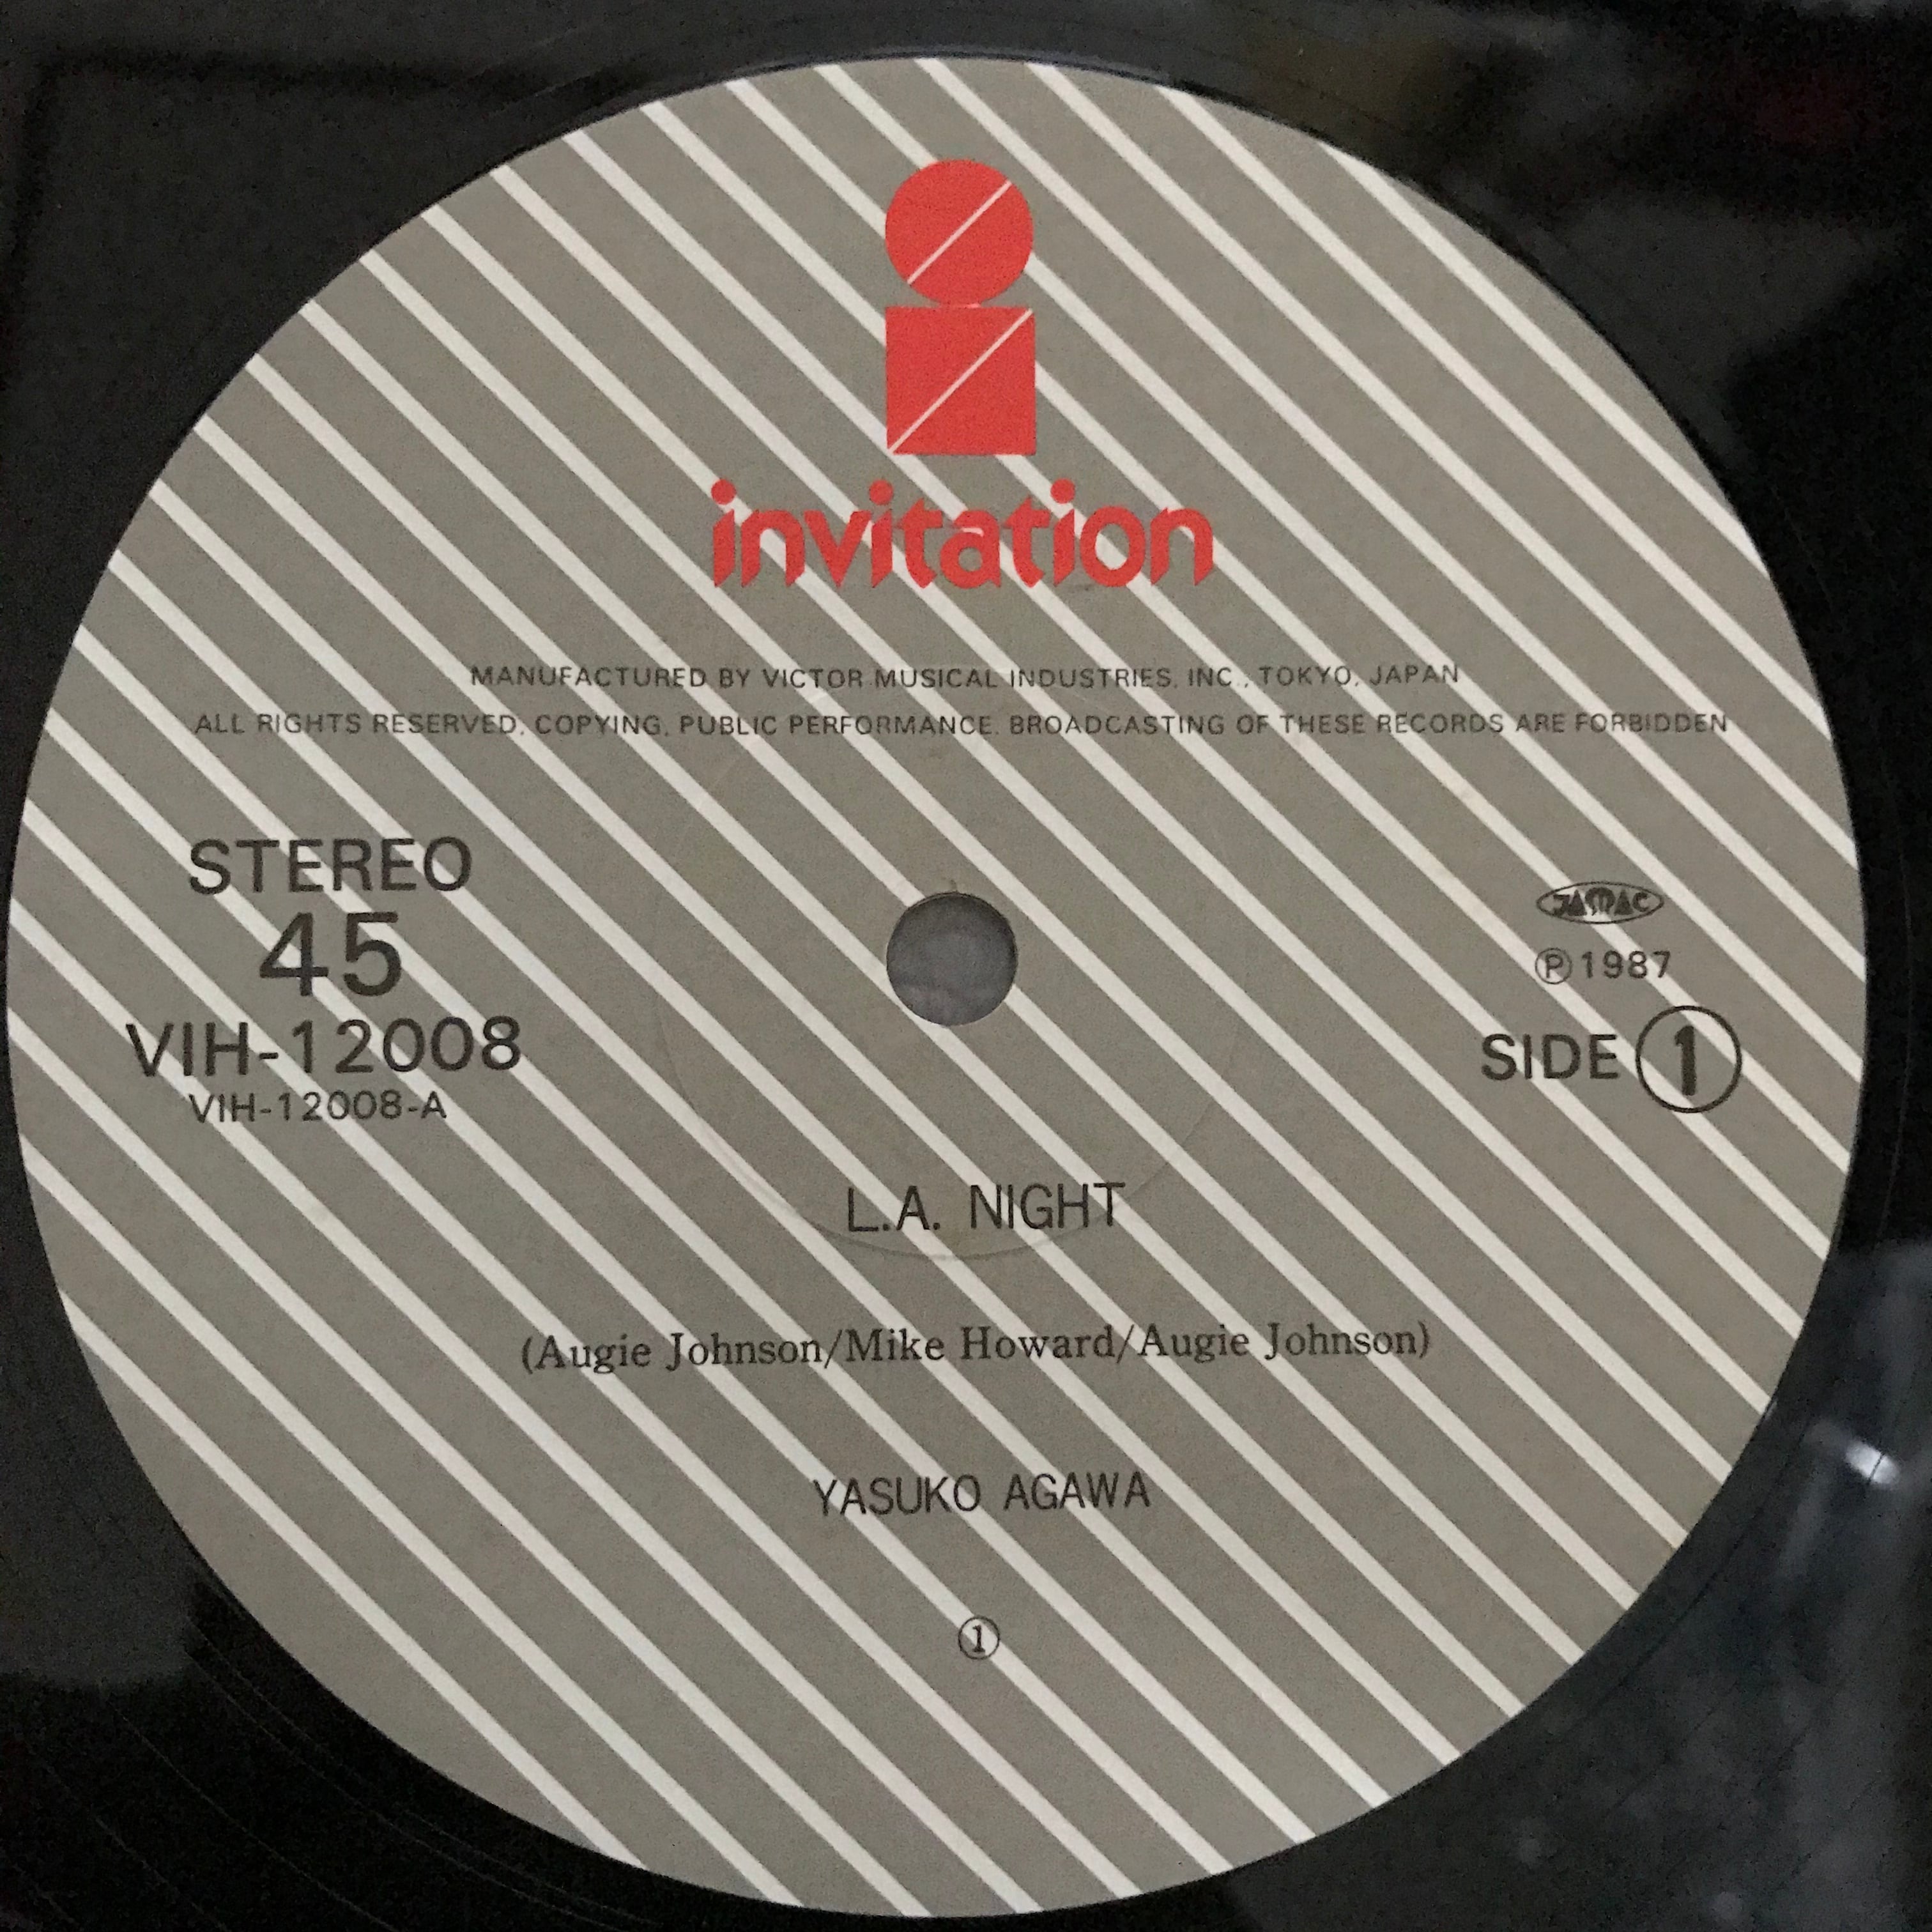 invitation
MANUFACTURED BY VICTOR MUSICAL INDUSTRIES, INC., TOKYO, JAPAN
ALL RIGHTS RESERVED, COPYING, PUBLIC PERFORMANCE, BROADCASTING OF THESE RECORDS ARE FORBIDDEN
STEREO
45
VIH-12008
VIH-12008-A
JASRAC
Ⓟ1987
SIDE ①
L.A. NIGHT
(Augie Johnson/Mike Howard/Augie Johnson)
YASUKO AGAWA
①